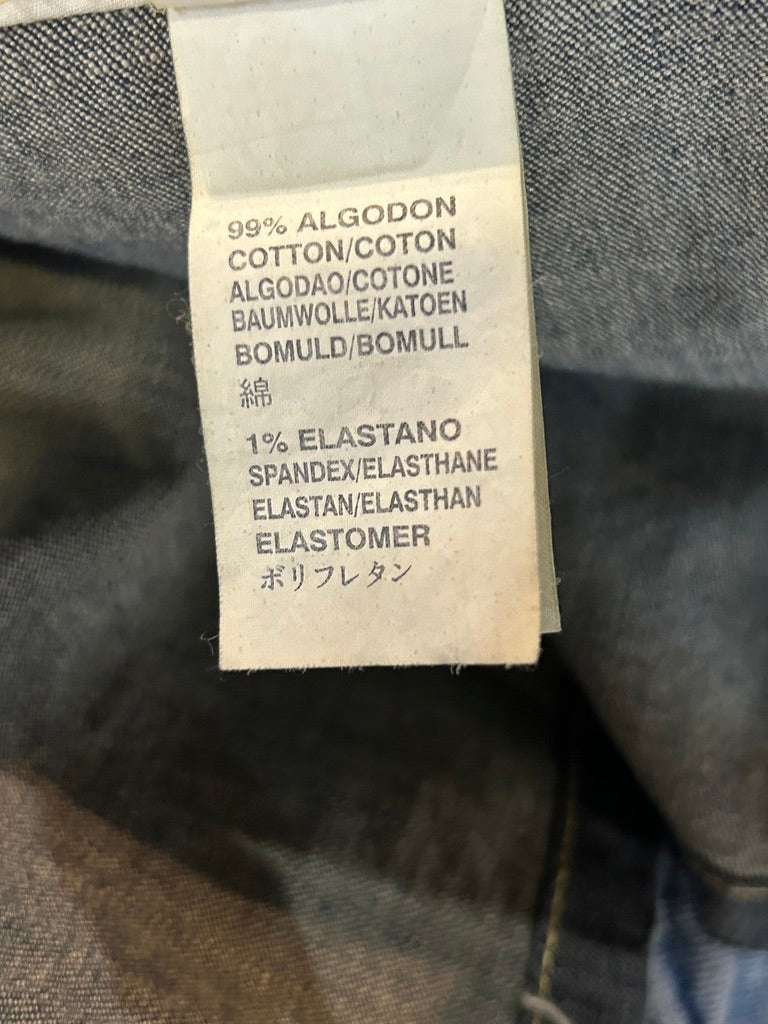 99% ALGODON
COTTON/COTON
ALGODAO/COTONE
BAUMWOLLE/KATOEN
BOMULD/BOMULL
綿
1% ELASTANO
SPANDEX/ELASTHANE
ELASTAN/ELASTHAN
ELASTOMER
ポリフレタン